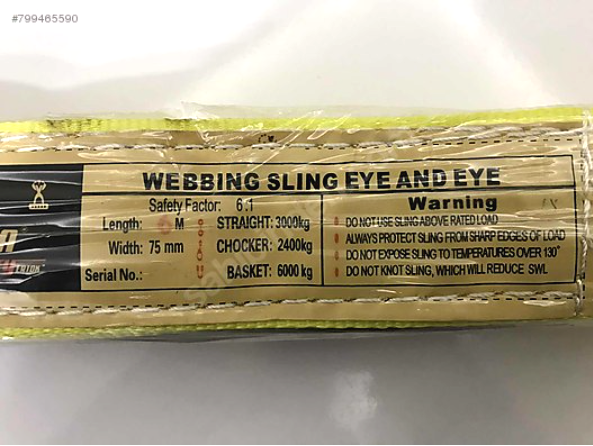 #799465590
WEBBING SLING EYE AND EYE
Safety Factor: 6:1
Length: M
Width: 75 mm
Serial No.:
STRAIGHT: 3000kg
CHOCKER: 2400kg
BASKET: 6000 kg
Warning
DO NOT USE SLING ABOVE RATED LOAD
ALWAYS PROTECT SLING FROM SHARP EDGES OF LOAD
DO NOT EXPOSE SLING TO TEMPERATURES OVER 130°
DO NOT KNOT SLING, WHICH WILL REDUCE SWL